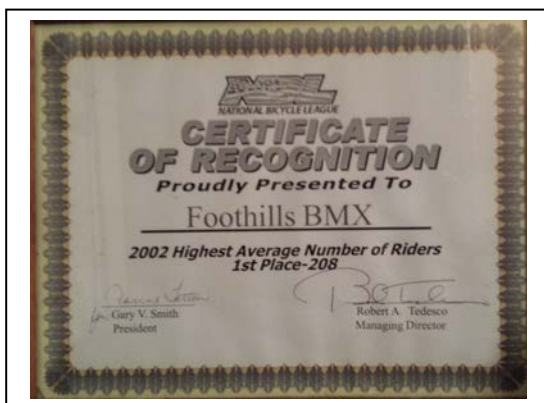 NATIONAL BICYCLE LEAGUE
CERTIFICATE
OF RECOGNITION
Proudly Presented To
Foothills BMX
2002 Highest Average Number of Riders
1st Place-208
for Gary V. Smith
President
Robert A. Tedesco
Managing Director